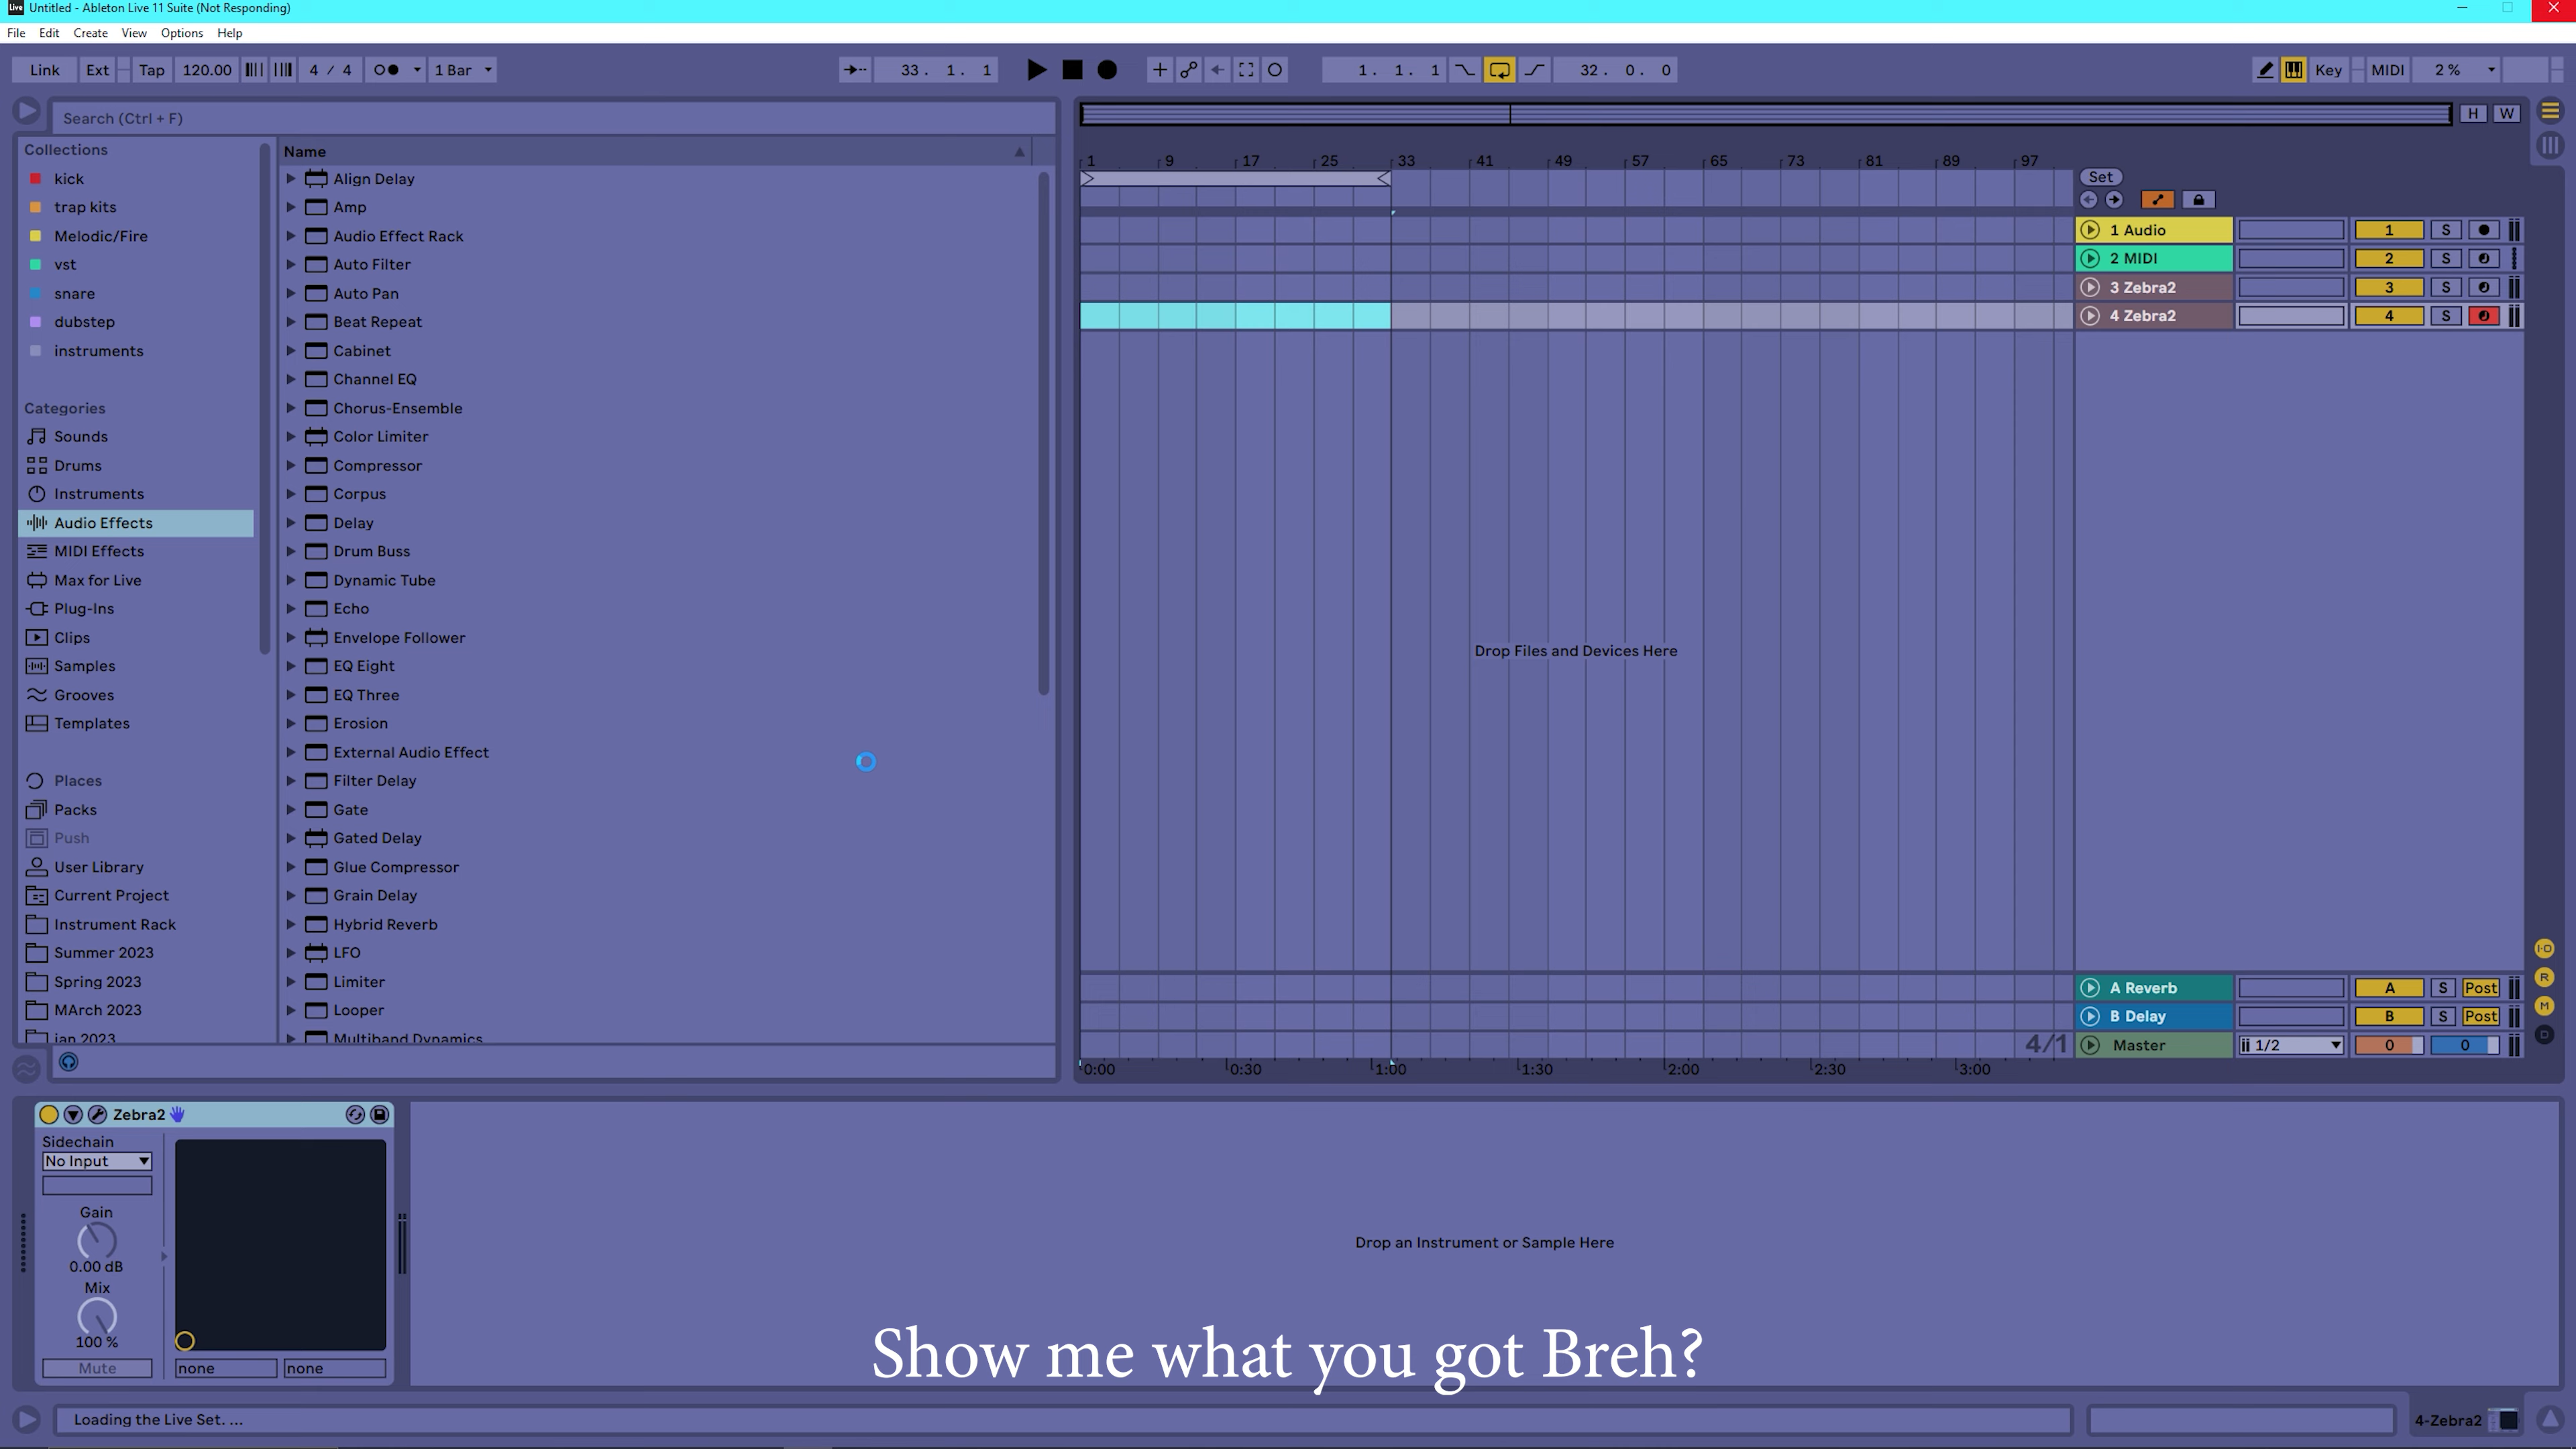 Untitled - Ableton Live 11 Suite (Not Responding)
File Edit Create View Options Help
Link Ext Tap 120.00 4 / 4 1 Bar 33. 1. 1 1. 1. 1 32. 0. 0 Key MIDI 2 %
Search (Ctrl + F)
H W
Collections
kick
trap kits
Melodic/Fire
vst
snare
dubstep
instruments
Categories
Sounds
Drums
Instruments
Audio Effects
MIDI Effects
Max for Live
Plug-Ins
Clips
Samples
Grooves
Templates
Places
Packs
Push
User Library
Current Project
Instrument Rack
Summer 2023
Spring 2023
MArch 2023
jan 2023
Name
Align Delay
Amp
Audio Effect Rack
Auto Filter
Auto Pan
Beat Repeat
Cabinet
Channel EQ
Chorus-Ensemble
Color Limiter
Compressor
Corpus
Delay
Drum Buss
Dynamic Tube
Echo
Envelope Follower
EQ Eight
EQ Three
Erosion
External Audio Effect
Filter Delay
Gate
Gated Delay
Glue Compressor
Grain Delay
Hybrid Reverb
LFO
Limiter
Looper
Multiband Dynamics
1 9 17 25 33 41 49 57 65 73 81 89 97
Set
1 Audio 1 S
2 MIDI 2 S
3 Zebra2 3 S
4 Zebra2 4 S
Drop Files and Devices Here
I-O
R
M
D
A Reverb A S Post
B Delay B S Post
4/1 Master 1/2 0 0
0:00 0:30 1:00 1:30 2:00 2:30 3:00
Zebra2
Sidechain
No Input
Gain
0.00 dB
Mix
100 %
Mute none none
Drop an Instrument or Sample Here
Show me what you got Breh?
Loading the Live Set. ...
4-Zebra2